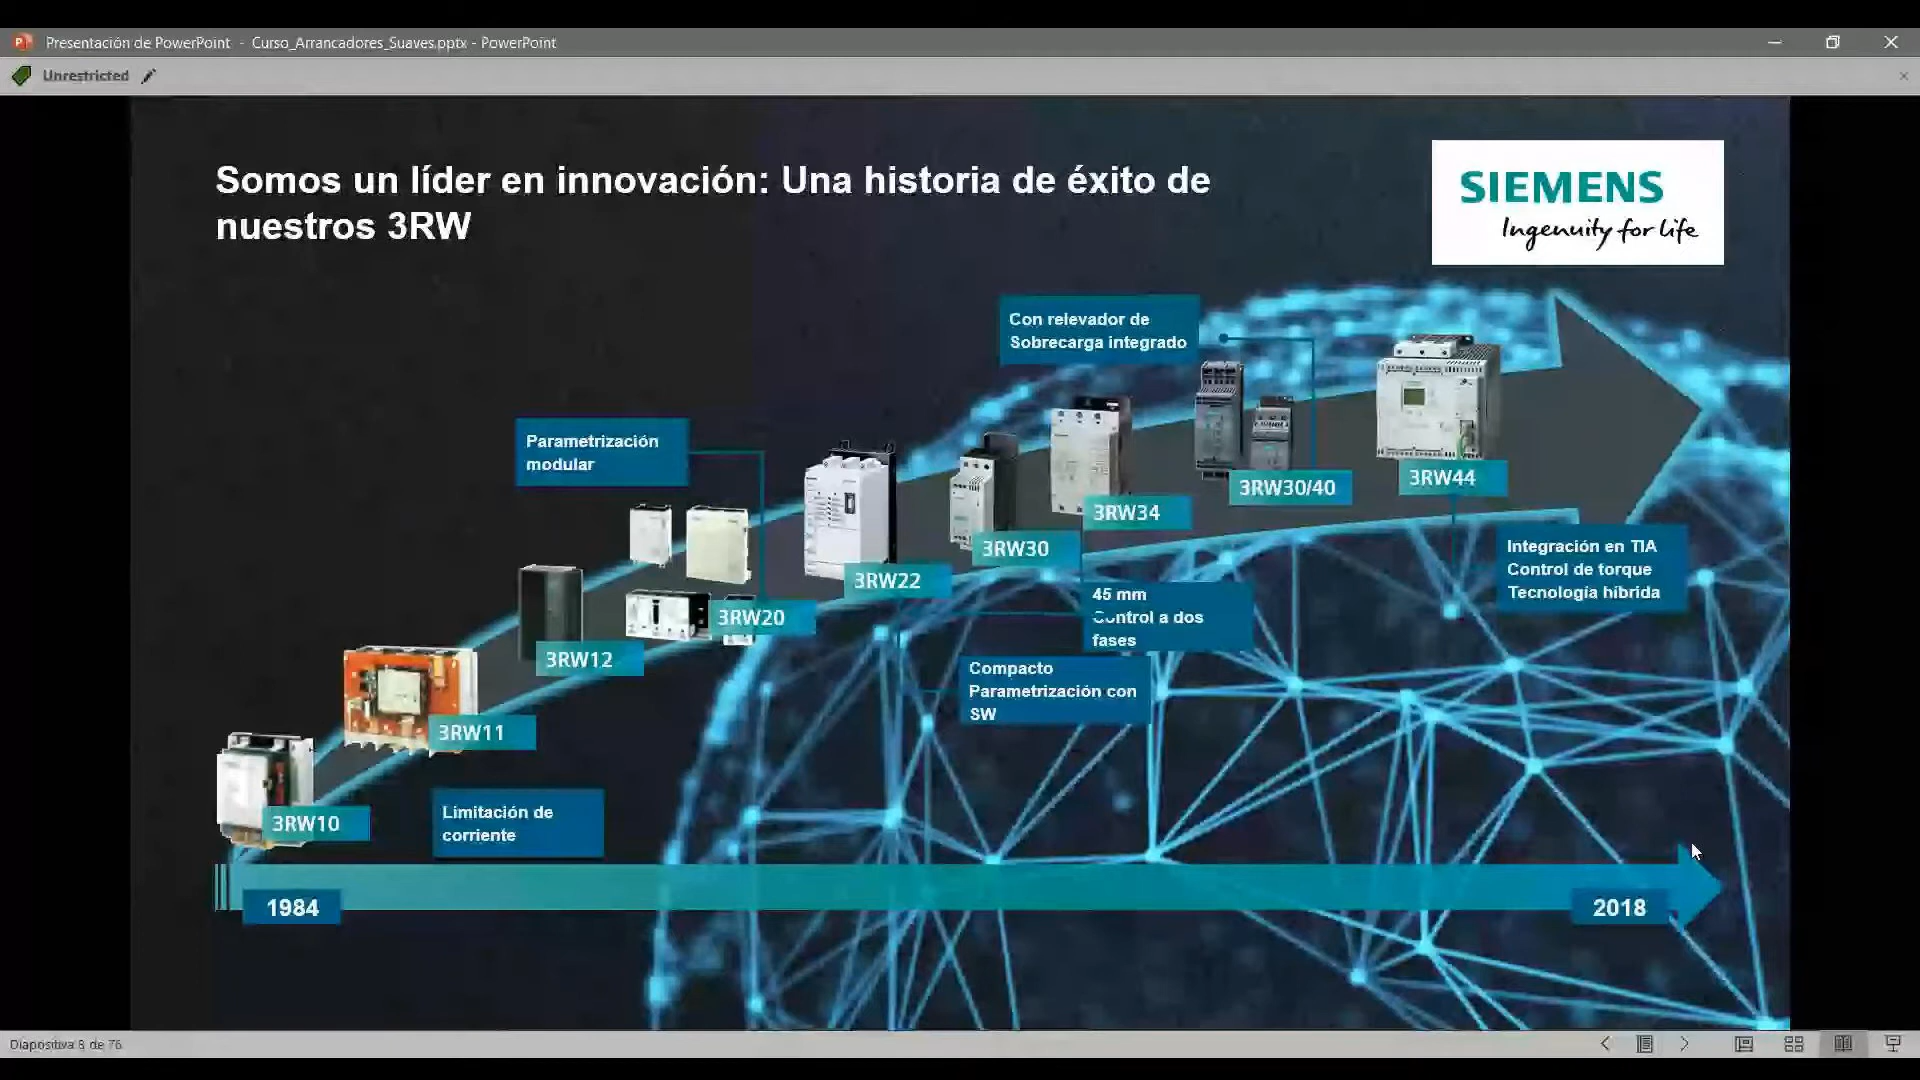 Presentación de PowerPoint - Curso_Arrancadores_Suaves.pptx - PowerPoint
Unrestricted
Somos un líder en innovación: Una historia de éxito de
nuestros 3RW
SIEMENS
Ingenuity for life
Con relevador de
Sobrecarga integrado
Parametrización
modular
3RW44
3RW30/40
3RW34
3RW30
3RW22
3RW20
3RW12
3RW11
3RW10
Integración en TIA
Control de torque
Tecnología híbrida
45 mm
Control a dos
fases
Compacto
Parametrización con
SW
Limitación de
corriente
1984
2018
Diapositiva 8 de 76